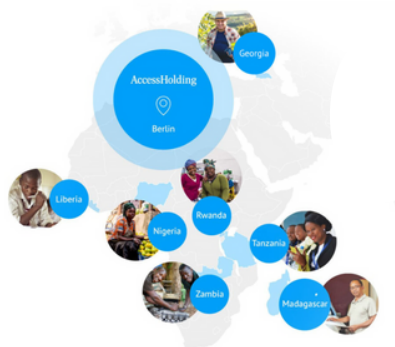 Georgia
AccessHolding
Berlin
Liberia
Nigeria
Rwanda
Tanzania
Zambia
Madagascar